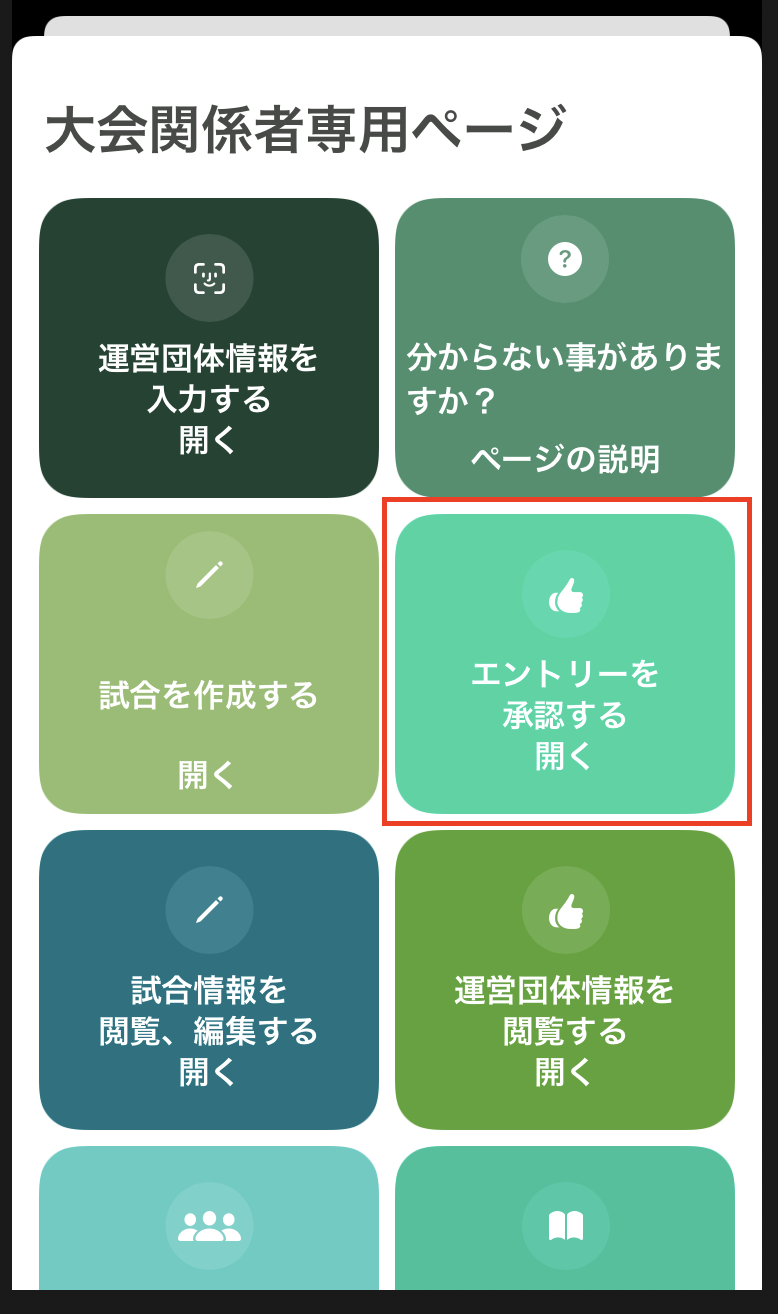 大会関係者専用ページ
運営団体情報を
入力する
開く
?
分からない事がありま
すか？
ページの説明
試合を作成する
開く
エントリーを
承認する
開く
試合情報を
閲覧、編集する
開く
運営団体情報を
閲覧する
開く